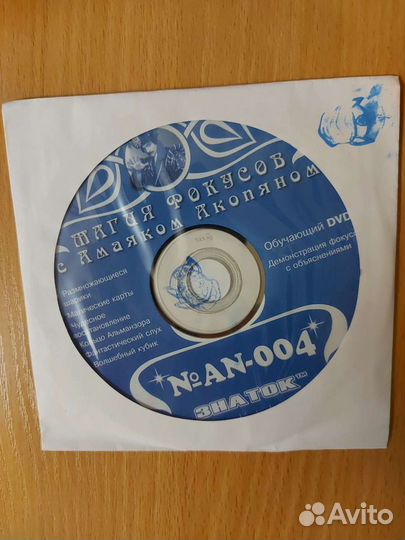 МАГИЯ ФОКУСОВ
с Амаяком Акопяном
Обучающий DVD
Демонстрация фокусов
с объяснениями
Размножающиеся
шарики
Магические карты
Чудесное
восстановление
Кольцо Альманзора
Фантастический слух
Волшебный кубик
№AN-004
ЗНАТОК™
Avito